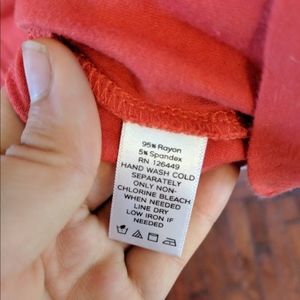 95% Rayon
5% Spandex
RN 126449
HAND WASH COLD
SEPARATELY
ONLY NON-
CHLORINE BLEACH
WHEN NEEDED
LINE DRY
LOW IRON IF
NEEDED